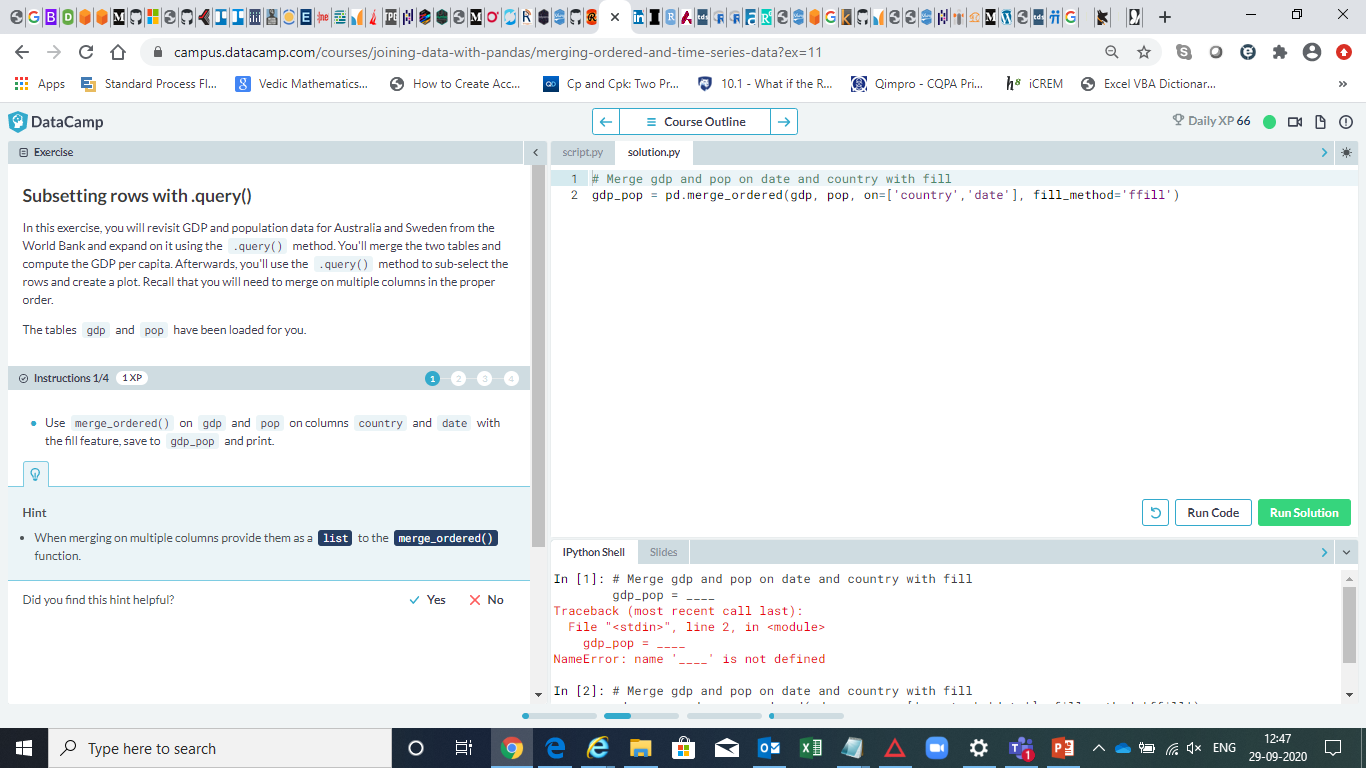 campus.datacamp.com/courses/joining-data-with-pandas/merging-ordered-and-time-series-data?ex=11
Apps
Standard Process Fl...
Vedic Mathematics...
How to Create Acc...
Cp and Cpk: Two Pr...
10.1 - What if the R...
Qimpro - CQPA Pri...
iCREM
Excel VBA Dictionar...
»
DataCamp
Course Outline
Daily XP 66
Exercise
script.py
solution.py
Subsetting rows with .query()
In this exercise, you will revisit GDP and population data for Australia and Sweden from the
World Bank and expand on it using the .query() method. You'll merge the two tables and
compute the GDP per capita. Afterwards, you'll use the .query() method to sub-select the
rows and create a plot. Recall that you will need to merge on multiple columns in the proper
order.
The tables gdp and pop have been loaded for you.
Instructions 1/4
1 XP
1
2
3
4
Use merge_ordered() on gdp and pop on columns country and date with
the fill feature, save to gdp_pop and print.
Hint
• When merging on multiple columns provide them as a list to the merge_ordered()
function.
Did you find this hint helpful?
Yes
No
1 # Merge gdp and pop on date and country with fill
2 gdp_pop = pd.merge_ordered(gdp, pop, on=['country','date'], fill_method='ffill')
Run Code
Run Solution
IPython Shell
Slides
In [1]: # Merge gdp and pop on date and country with fill
gdp_pop = ____
Traceback (most recent call last):
File "<stdin>", line 2, in <module>
gdp_pop = ____
NameError: name '____' is not defined
In [2]: # Merge gdp and pop on date and country with fill
Type here to search
ENG
12:47
29-09-2020